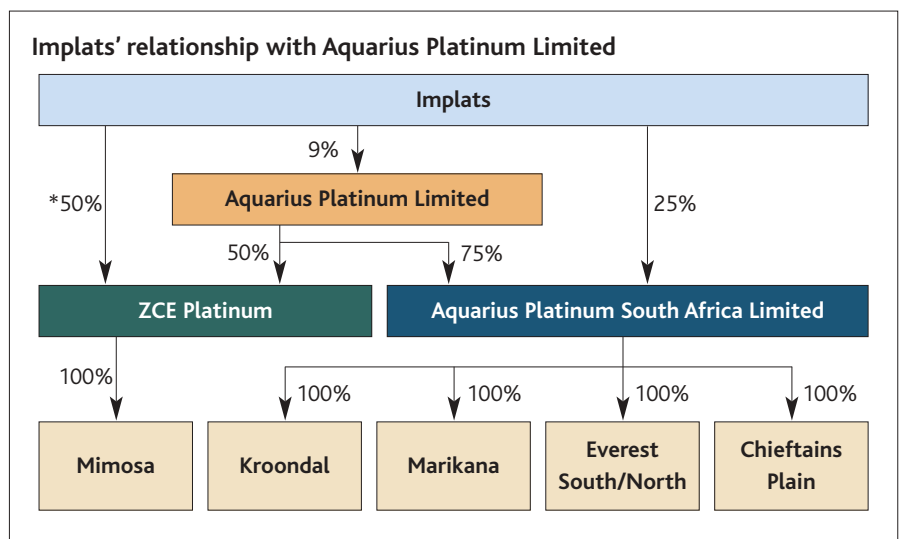 Implats’ relationship with Aquarius Platinum Limited
Implats
9%
*50%
Aquarius Platinum Limited
25%
50%
75%
ZCE Platinum
Aquarius Platinum South Africa Limited
100%
100%
100%
100%
100%
Mimosa
Kroondal
Marikana
Everest
South/North
Chieftains
Plain